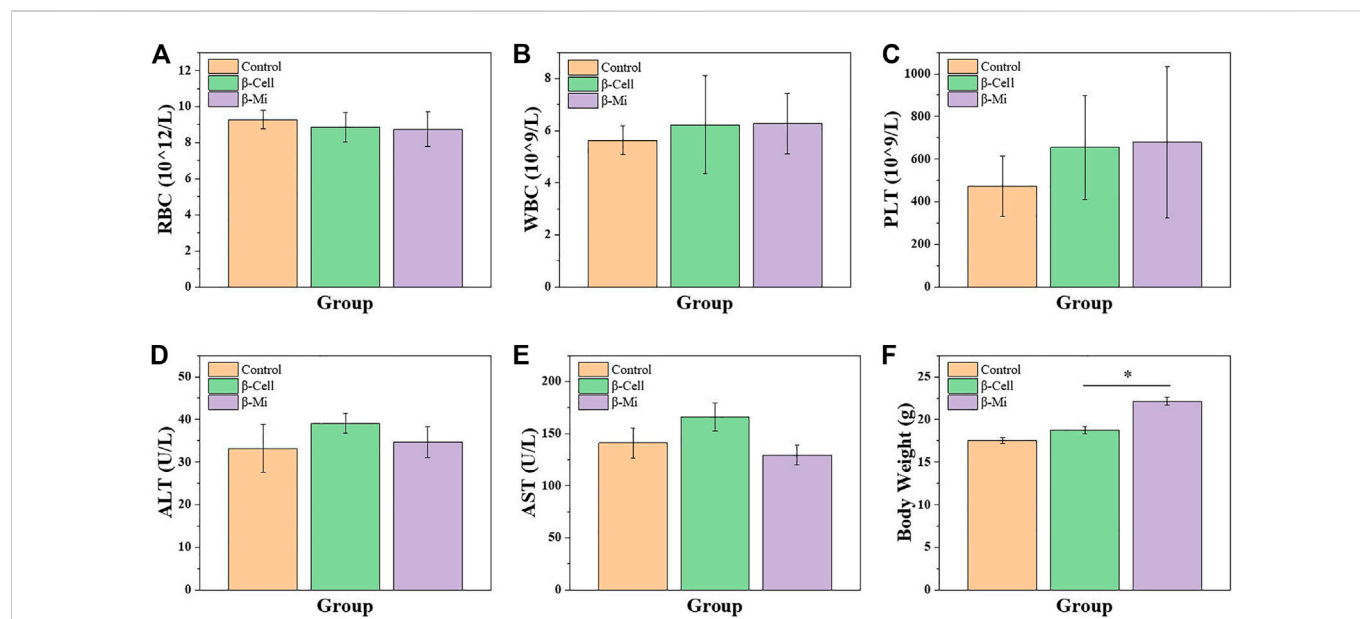 A
RBC (10^12/L)
12
10
8
6
4
2
0
Control
β-Cell
β-Mi
Group
B
WBC (10^9/L)
8
6
4
2
0
Control
β-Cell
β-Mi
Group
C
PLT (10^9/L)
1000
800
600
400
200
0
Control
β-Cell
β-Mi
Group
D
ALT (U/L)
50
40
30
20
10
0
Control
β-Cell
β-Mi
Group
E
AST (U/L)
200
150
100
50
0
Control
β-Cell
β-Mi
Group
F
Body Weight (g)
25
20
15
10
5
0
Control
β-Cell
β-Mi
*
Group